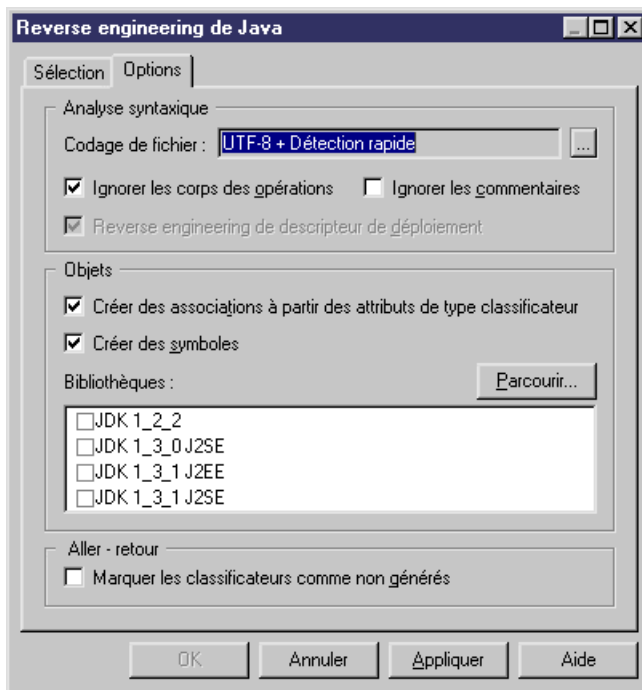 Reverse engineering de Java
Sélection Options
Analyse syntaxique
Codage de fichier : UTF-8 + Détection rapide ...
Ignorer les corps des opérations Ignorer les commentaires
Reverse engineering de descripteur de déploiement
Objets
Créer des associations à partir des attributs de type classificateur
Créer des symboles
Bibliothèques : Parcourir...
JDK 1_2_2
JDK 1_3_0 J2SE
JDK 1_3_1 J2EE
JDK 1_3_1 J2SE
Aller - retour
Marquer les classificateurs comme non générés
OK Annuler Appliquer Aide